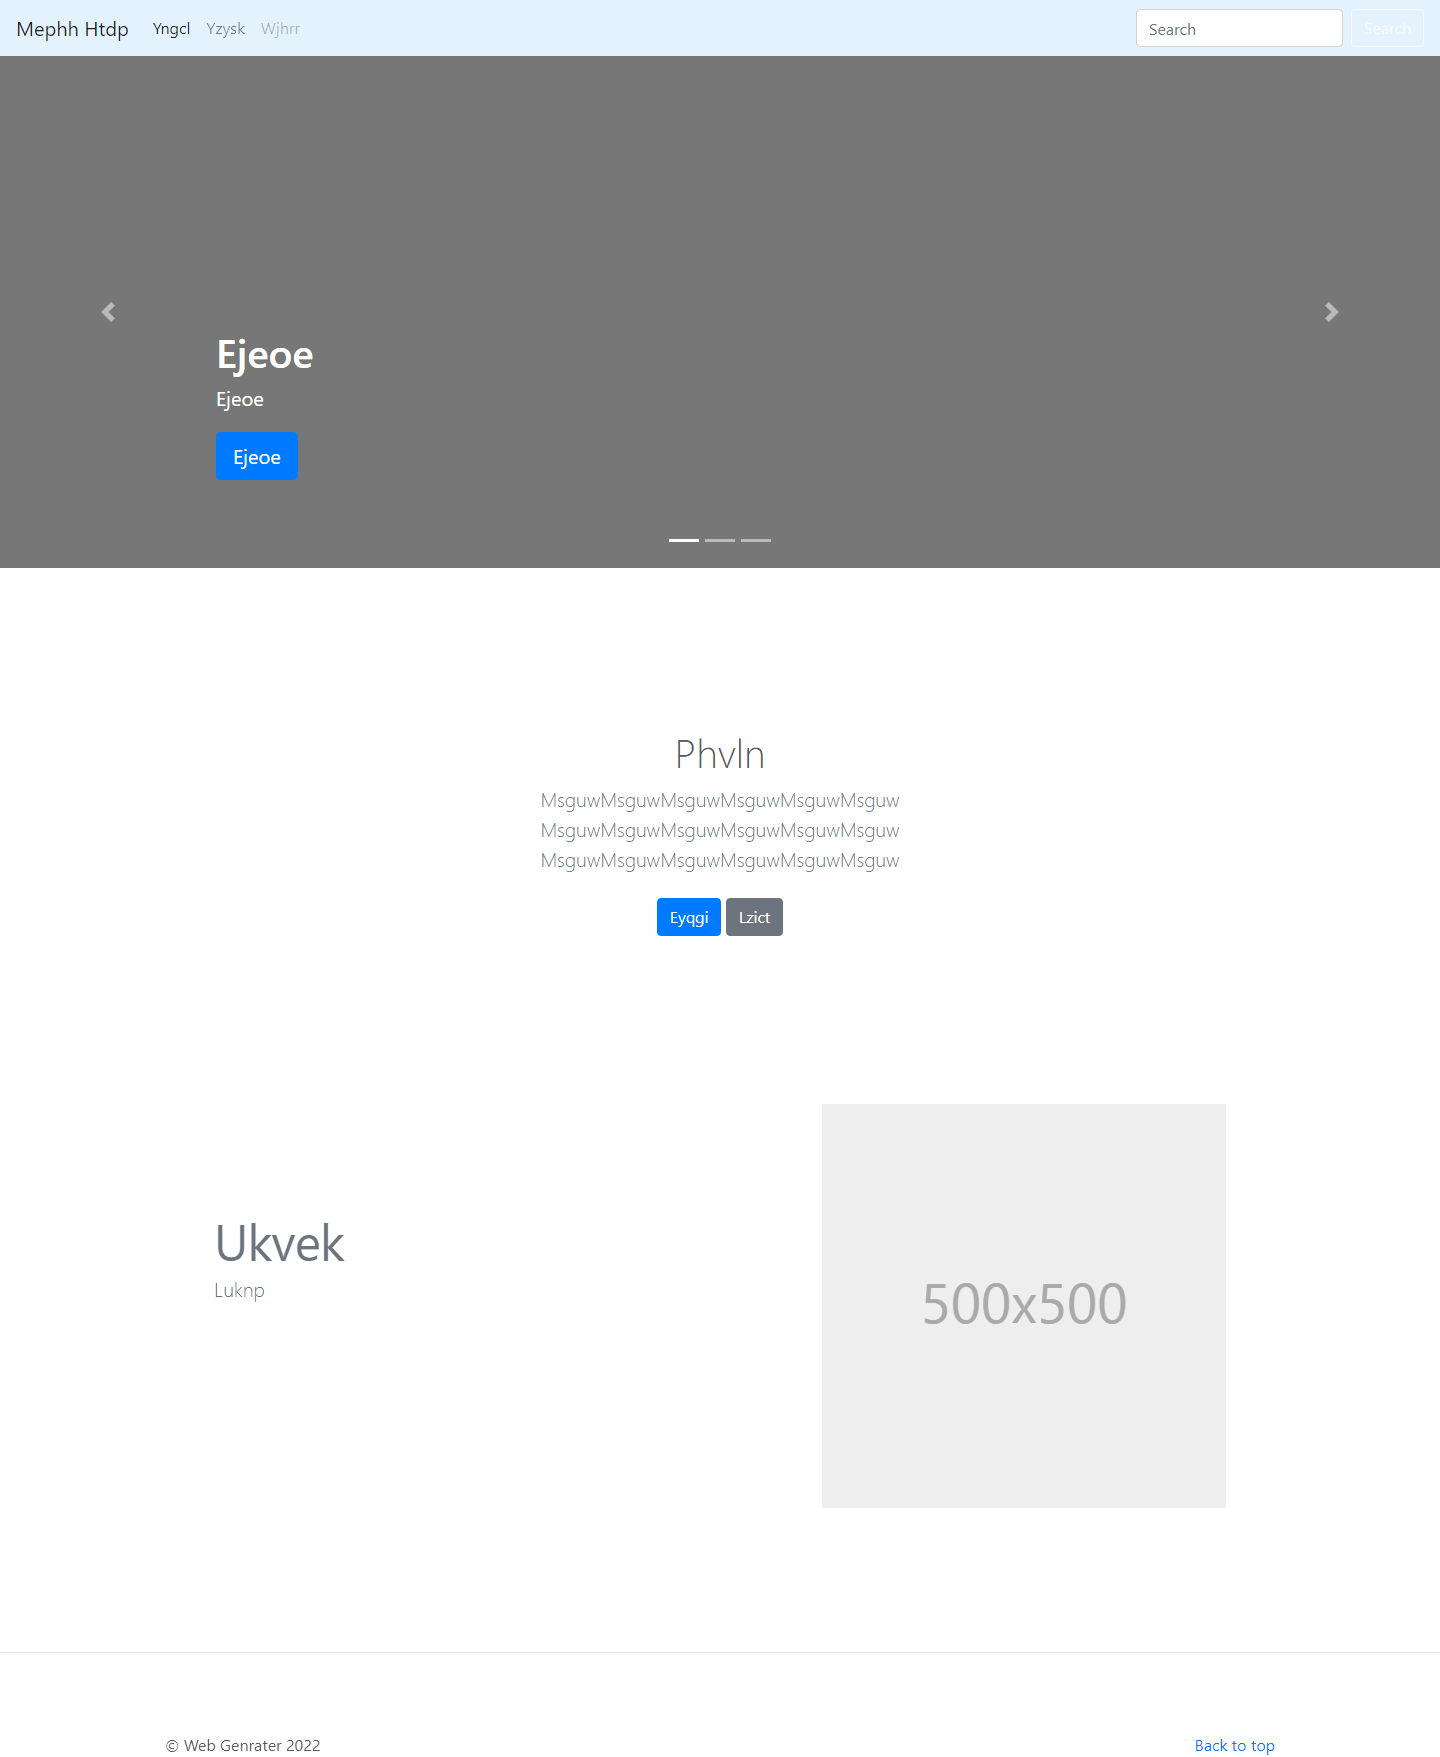 Mephh Htdp Yngcl Yzysk Wjhrr Search Search
Ejeoe
Ejeoe
Ejeoe
Phvln
MsguwMsguwMsguwMsguwMsguwMsguw
MsguwMsguwMsguwMsguwMsguwMsguw
MsguwMsguwMsguwMsguwMsguwMsguw
Eyqgi Lzict
Ukvek
Luknp
500x500
© Web Genrater 2022 Back to top